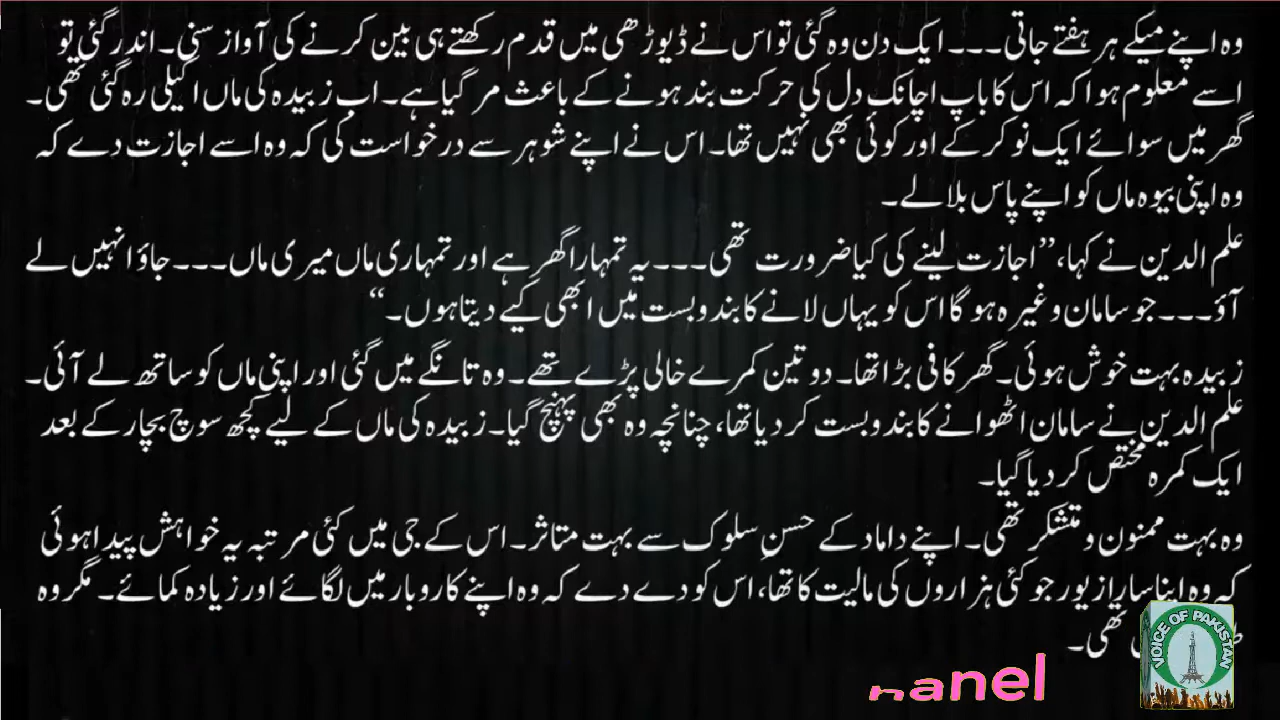 وہ اپنے میکے ہر ہفتے جاتی۔۔۔ ایک دن وہ گئی تو اس نے ڈیوڑھی میں قدم رکھتے ہی بین کرنے کی آواز سنی۔ اندر گئی تو
اسے معلوم ہوا کہ اس کا باپ اچانک دل کی حرکت بند ہونے کے باعث مر گیا ہے۔ اب زبیدہ کی ماں اکیلی رہ گئی تھی۔
گھر میں سوائے ایک نوکر کے اور کوئی بھی نہیں تھا۔ اس نے اپنے شوہر سے درخواست کی کہ وہ اسے اجازت دے کہ
وہ اپنی بیوہ ماں کو اپنے پاس بلا لے۔
علم الدین نے کہا، ”اجازت لینے کی کیا ضرورت تھی۔۔۔ یہ تمہارا گھر ہے اور تمہاری ماں میری ماں۔۔۔ جاؤ انہیں لے
آؤ۔۔۔ جو سامان وغیرہ ہو گا اس کو یہاں لانے کا بندوبست میں ابھی کیے دیتا ہوں۔“
زبیدہ بہت خوش ہوئی۔ گھر کافی بڑا تھا۔ دو تین کمرے خالی پڑے تھے۔ وہ تانگے میں گئی اور اپنی ماں کو ساتھ لے آئی۔
علم الدین نے سامان اٹھوانے کا بندوبست کر دیا تھا، چنانچہ وہ بھی پہنچ گیا۔ زبیدہ کی ماں کے لیے کچھ سوچ بچار کے بعد
ایک کمرہ مختص کر دیا گیا۔
وہ بہت ممنون و متشکر تھی۔ اپنے داماد کے حسنِ سلوک سے بہت متاثر۔ اس کے جی میں کئی مرتبہ یہ خواہش پیدا ہوئی
کہ وہ اپنا سارا زیور جو کئی ہزاروں کی مالیت کا تھا، اس کو دے دے کہ وہ اپنے کاروبار میں لگائے اور زیادہ کمائے۔ مگر وہ
تھی۔
VOICE OF PAKISTAN
hanel